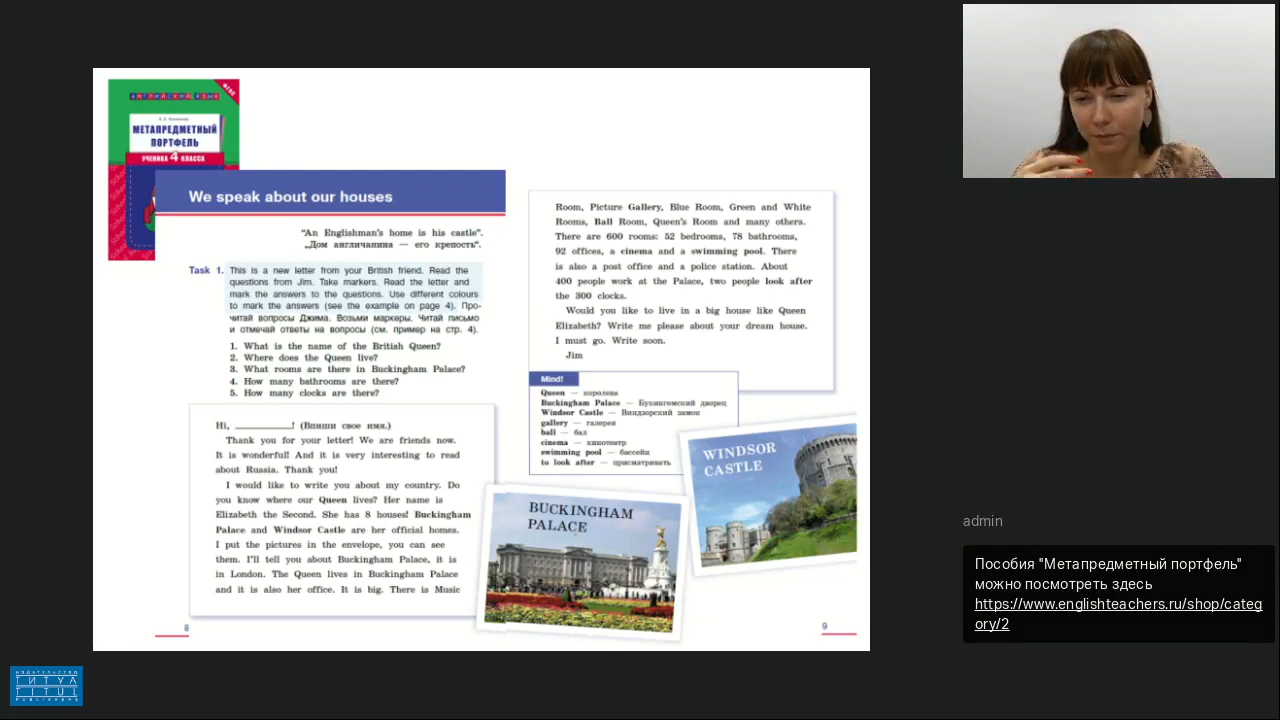 АНГЛИЙСКИЙ ЯЗЫК
ФГОС
МЕТАПРЕДМЕТНЫЙ
ПОРТФЕЛЬ
УЧЕНИКА 4 КЛАССА
We speak about our houses
“An Englishman’s home is his castle”.
„Дом англичанина — его крепость“.
Task 1. This is a new letter from your British friend. Read the
questions from Jim. Take markers. Read the letter and
mark the answers to the questions. Use different colours
to mark the answers (see the example on page 4). Про-
читай вопросы Джима. Возьми маркеры. Читай письмо
и отмечай ответы на вопросы (см. пример на стр. 4).
1. What is the name of the British Queen?
2. Where does the Queen live?
3. What rooms are there in Buckingham Palace?
4. How many bathrooms are there?
5. How many clocks are there?
Hi, ____________! (Впиши свое имя.)
Thank you for your letter! We are friends now.
It is wonderful! And it is very interesting to read
about Russia. Thank you!
I would like to write you about my country. Do
you know where our Queen lives? Her name is
Elizabeth the Second. She has 8 houses! Buckingham
Palace and Windsor Castle are her official homes.
I put the pictures in the envelope, you can see
them. I’ll tell you about Buckingham Palace, it is
in London. The Queen lives in Buckingham Palace
and it is also her office. It is big. There is Music
8
Room, Picture Gallery, Blue Room, Green and White
Rooms, Ball Room, Queen’s Room and many others.
There are 600 rooms: 52 bedrooms, 78 bathrooms,
92 offices, a cinema and a swimming pool. There
is also a post office and a police station. About
400 people work at the Palace, two people look after
the 300 clocks.
Would you like to live in a big house like Queen
Elizabeth? Write me please about your dream house.
I must go. Write soon.
Jim
Mind!
Queen — королева
Buckingham Palace — Букингемский дворец
Windsor Castle — Виндзорский замок
gallery — галерея
ball — бал
cinema — кинотеатр
swimming pool — бассейн
to look after — присматривать
WINDSOR
CASTLE
BUCKINGHAM
PALACE
9
admin
Пособия "Метапредметный портфель"
можно посмотреть здесь
https://www.englishteachers.ru/shop/categ
ory/2
ИЗДАТЕЛЬСТВО
ТИТУЛ
TITUL
PUBLISHERS